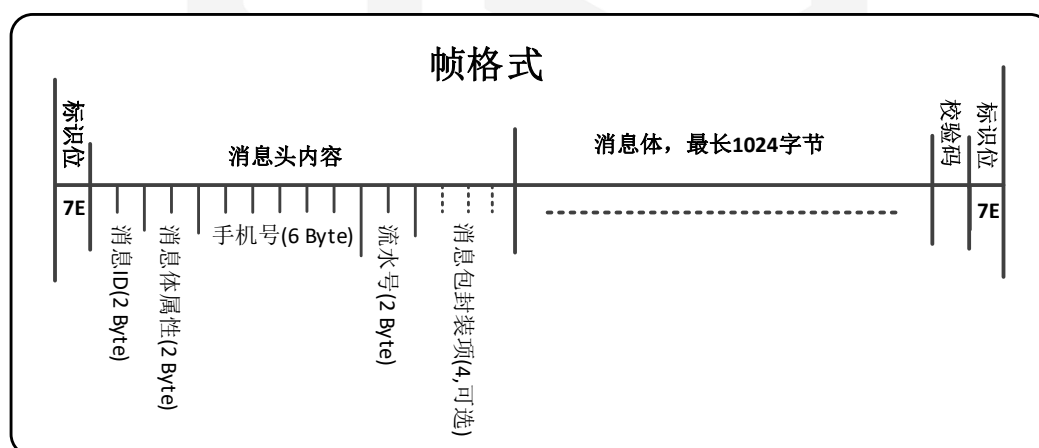 帧格式
标识位
消息头内容
消息体，最长1024字节
校验码
标识位
7E
消息ID(2 Byte)
消息体属性(2 Byte)
手机号(6 Byte)
流水号(2 Byte)
消息包封装项(4,可选)
7E